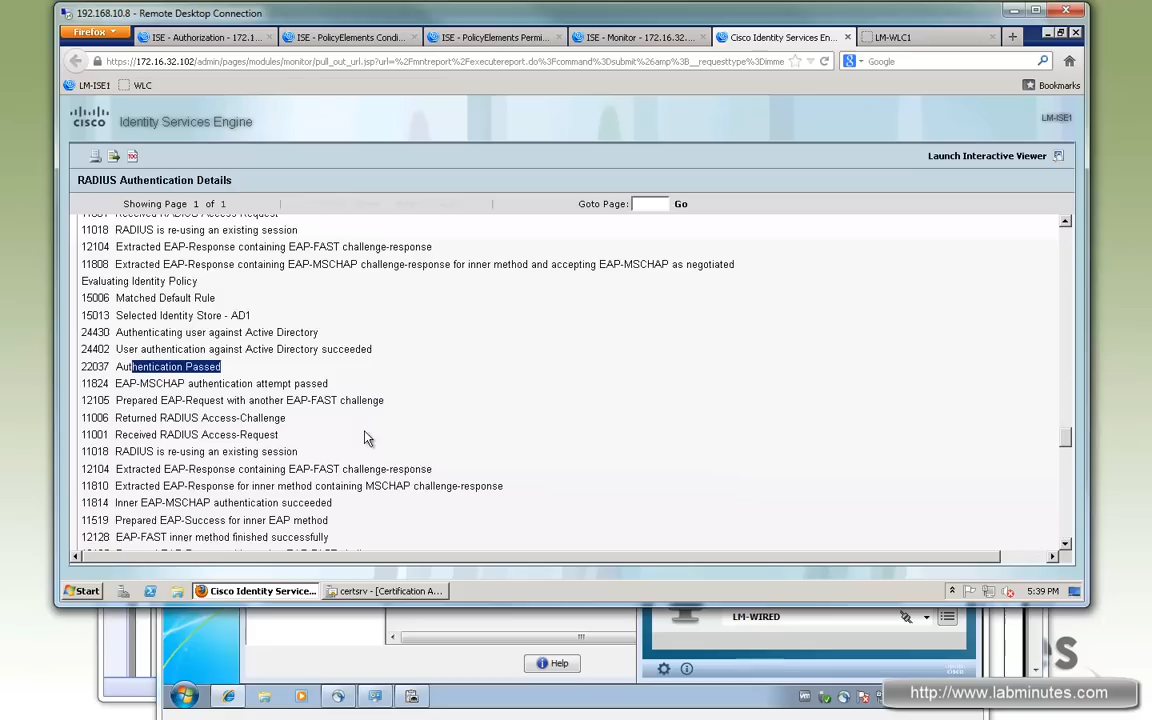 192.168.10.8 - Remote Desktop Connection
Firefox
ISE - Authorization - 172.1...
ISE - PolicyElements Condi...
ISE - PolicyElements Permi...
ISE - Monitor - 172.16.32....
Cisco Identity Services En...
LM-WLC1
https://172.16.32.102/admin/pages/modules/monitor/pull_out_url.jsp?url=%2Fmntreport%2Fexecutereport.do%3Fcommand%3Dsubmit%26amp%3B__requesttype%3Dimme
Google
LM-ISE1
WLC
Bookmarks
CISCO Identity Services Engine
LM-ISE1
Launch Interactive Viewer
RADIUS Authentication Details
Showing Page 1 of 1
Goto Page: Go
Received RADIUS Access-Request
11018 RADIUS is re-using an existing session
12104 Extracted EAP-Response containing EAP-FAST challenge-response
11808 Extracted EAP-Response containing EAP-MSCHAP challenge-response for inner method and accepting EAP-MSCHAP as negotiated
Evaluating Identity Policy
15006 Matched Default Rule
15013 Selected Identity Store - AD1
24430 Authenticating user against Active Directory
24402 User authentication against Active Directory succeeded
22037 Authentication Passed
11824 EAP-MSCHAP authentication attempt passed
12105 Prepared EAP-Request with another EAP-FAST challenge
11006 Returned RADIUS Access-Challenge
11001 Received RADIUS Access-Request
11018 RADIUS is re-using an existing session
12104 Extracted EAP-Response containing EAP-FAST challenge-response
11810 Extracted EAP-Response for inner method containing MSCHAP challenge-response
11814 Inner EAP-MSCHAP authentication succeeded
11519 Prepared EAP-Success for inner EAP method
12128 EAP-FAST inner method finished successfully
Start
Cisco Identity Service...
certsrv - [Certification A...
5:39 PM
LM-WIRED
Help
http://www.labminutes.com